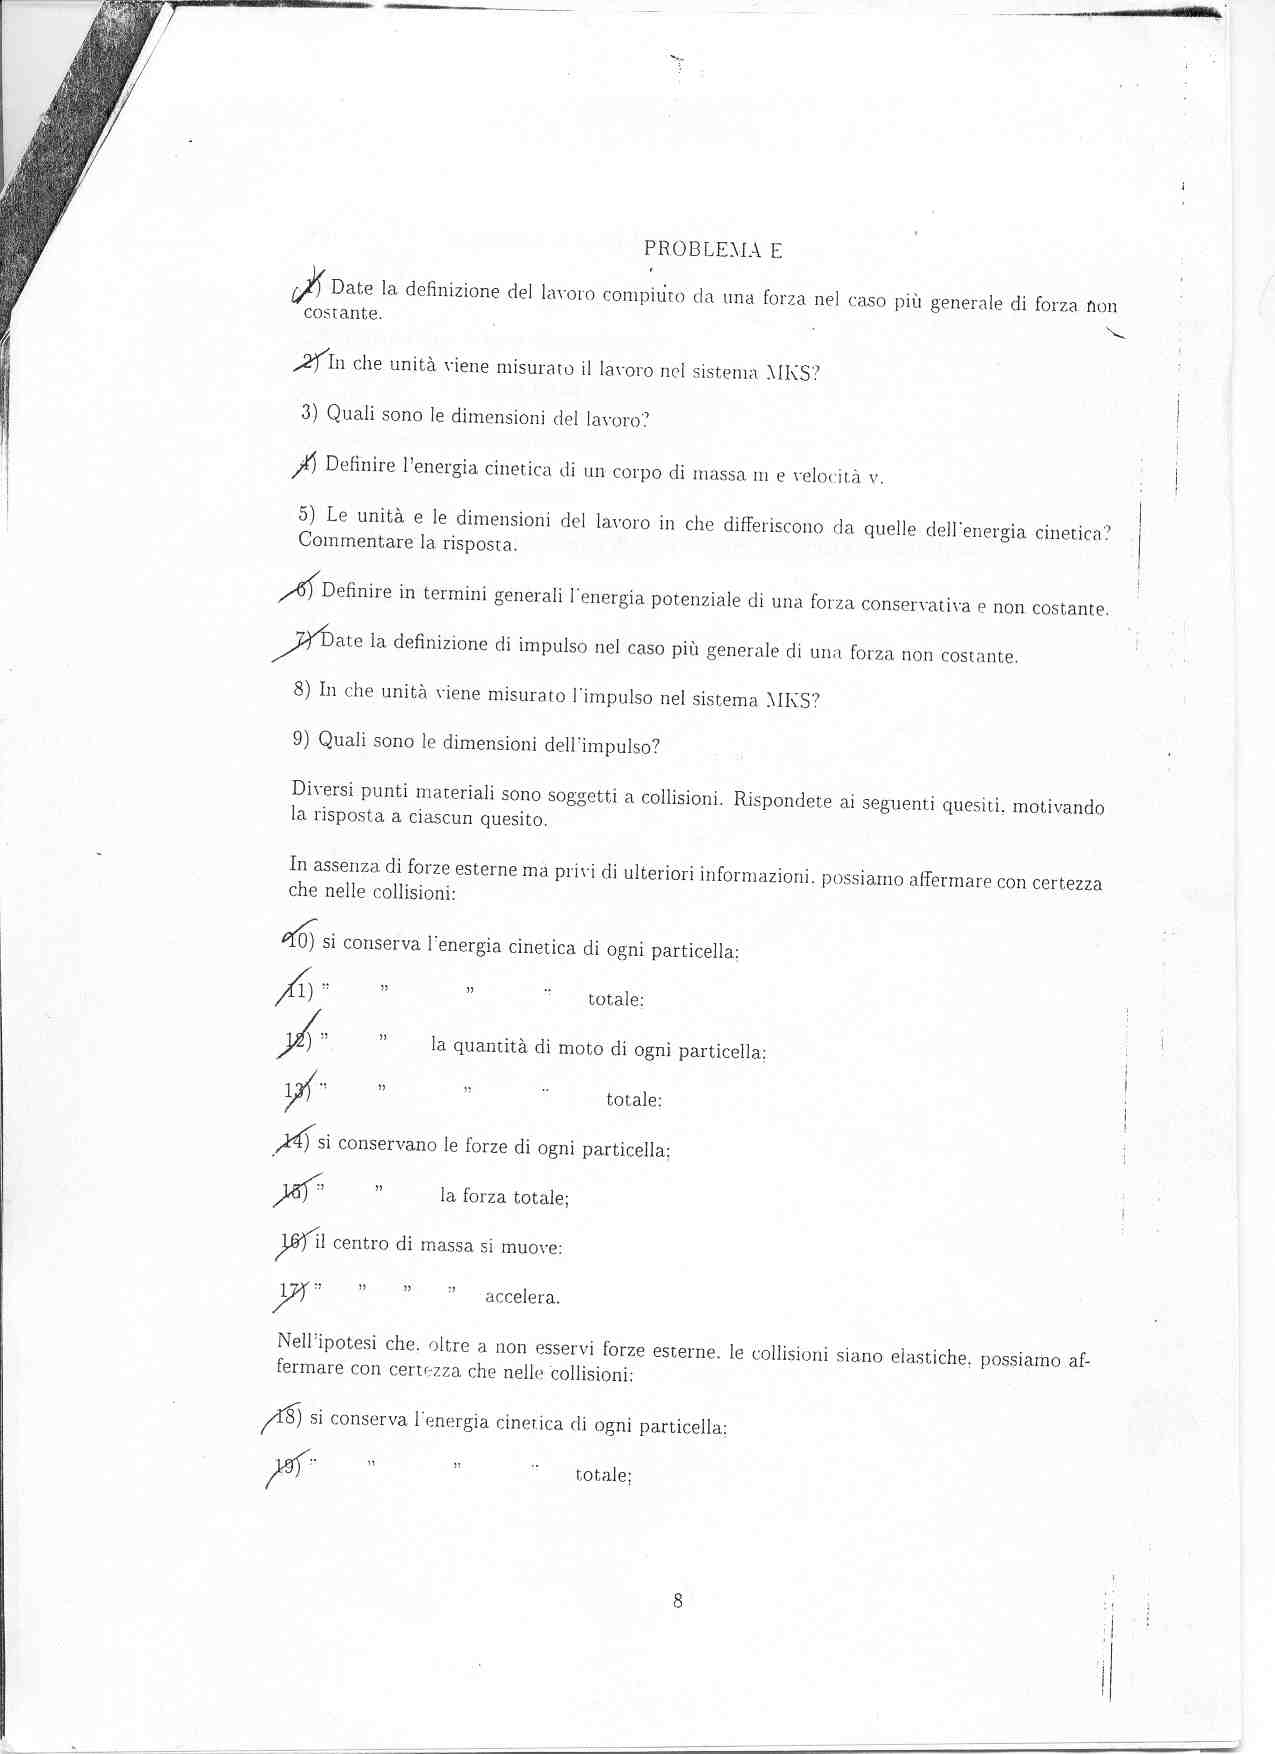 PROBLEMA E
1) Date la definizione del lavoro compiuto da una forza nel caso più generale di forza non
costante.
2) In che unità viene misurato il lavoro nel sistema MKS?
3) Quali sono le dimensioni del lavoro?
4) Definire l'energia cinetica di un corpo di massa m e velocità v.
5) Le unità e le dimensioni del lavoro in che differiscono da quelle dell'energia cinetica?
Commentare la risposta.
6) Definire in termini generali l'energia potenziale di una forza conservativa e non costante.
7) Date la definizione di impulso nel caso più generale di una forza non costante.
8) In che unità viene misurato l'impulso nel sistema MKS?
9) Quali sono le dimensioni dell'impulso?
Diversi punti materiali sono soggetti a collisioni. Rispondete ai seguenti quesiti, motivando
la risposta a ciascun quesito.
In assenza di forze esterne ma privi di ulteriori informazioni, possiamo affermare con certezza
che nelle collisioni:
10) si conserva l'energia cinetica di ogni particella;
11) " " " " totale;
12) " " la quantità di moto di ogni particella;
13) " " " " totale;
14) si conservano le forze di ogni particella;
15) " " la forza totale;
16) il centro di massa si muove;
17) " " " " accelera.
Nell'ipotesi che, oltre a non esservi forze esterne, le collisioni siano elastiche, possiamo af-
fermare con certezza che nelle collisioni:
18) si conserva l'energia cinetica di ogni particella;
19) " " " " totale;
8